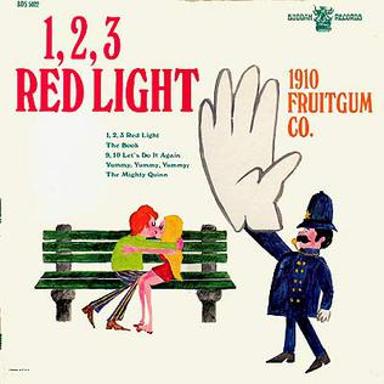 BDS 5022
BUDDAH RECORDS
1, 2, 3
RED LIGHT
1910
FRUITGUM
CO.
1, 2, 3 Red Light
The Book
9, 10 Let's Do It Again
Yummy, Yummy, Yummy
The Mighty Quinn